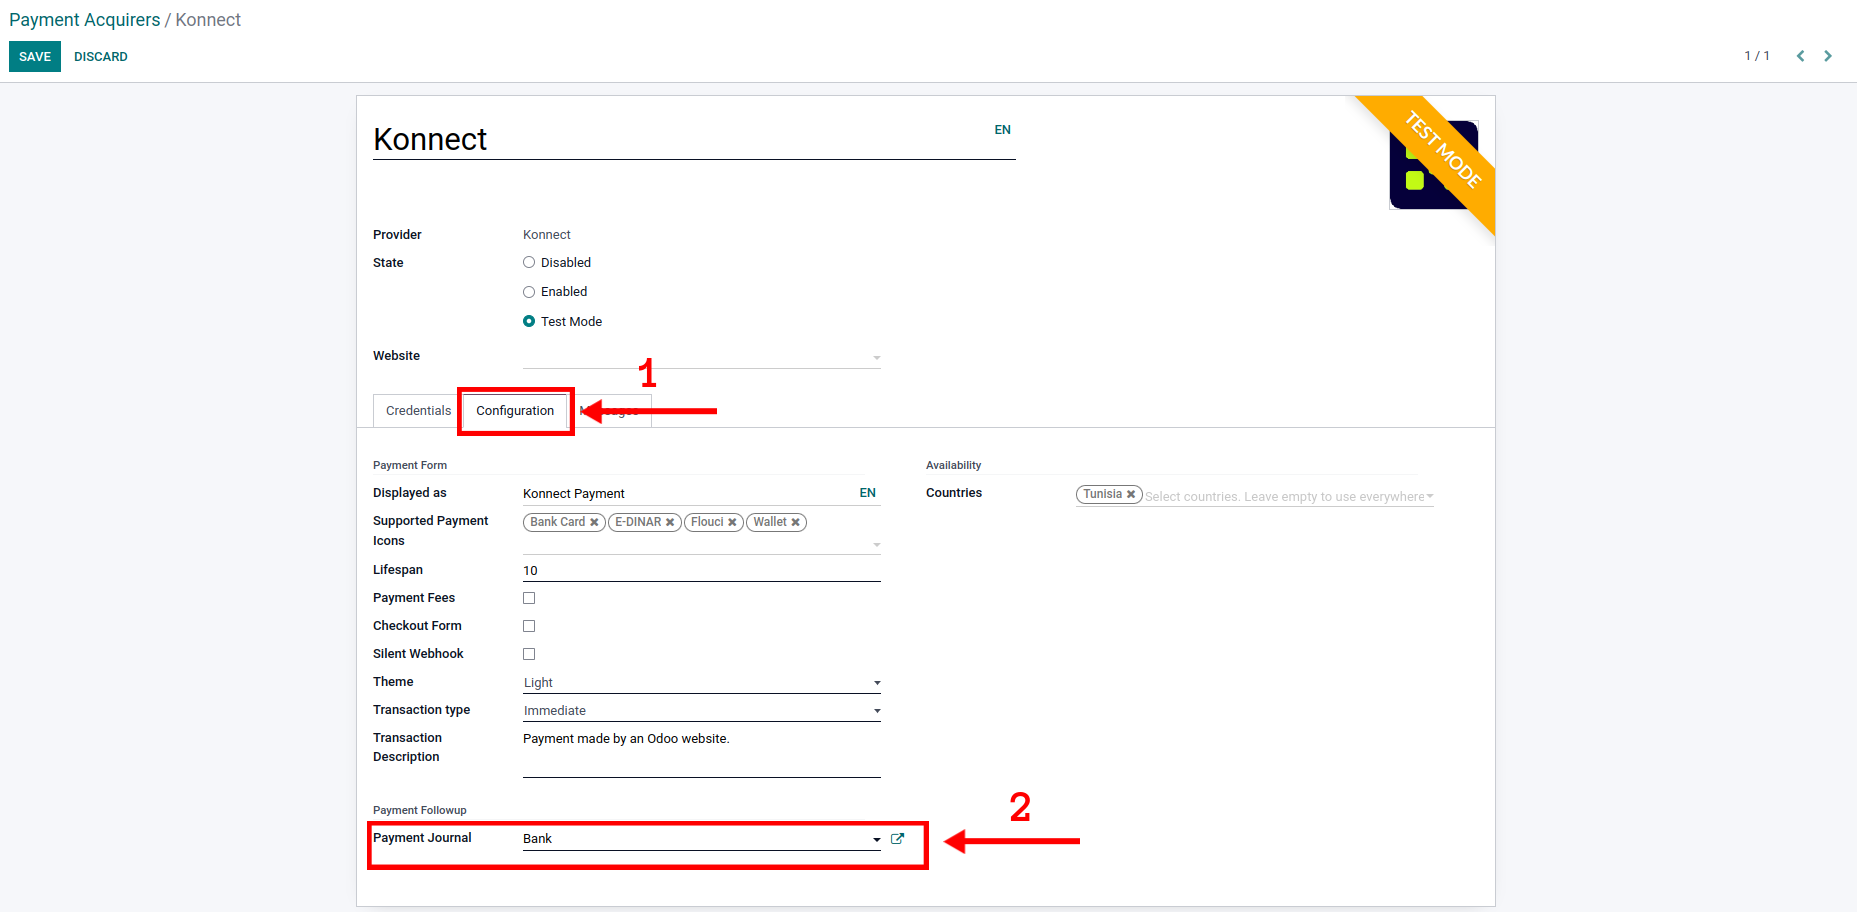 Payment Acquirers / Konnect
SAVE DISCARD 1 / 1
Konnect EN
TEST MODE
Provider Konnect
State Disabled
Enabled
Test Mode
Website
1
Credentials Configuration Messages
Payment Form
Displayed as Konnect Payment EN
Supported Payment Icons Bank Card E-DINAR Flouci Wallet
Lifespan 10
Payment Fees
Checkout Form
Silent Webhook
Theme Light
Transaction type Immediate
Transaction Description Payment made by an Odoo website.
Availability
Countries Tunisia Select countries. Leave empty to use everywhere
Payment Followup
Payment Journal Bank
2